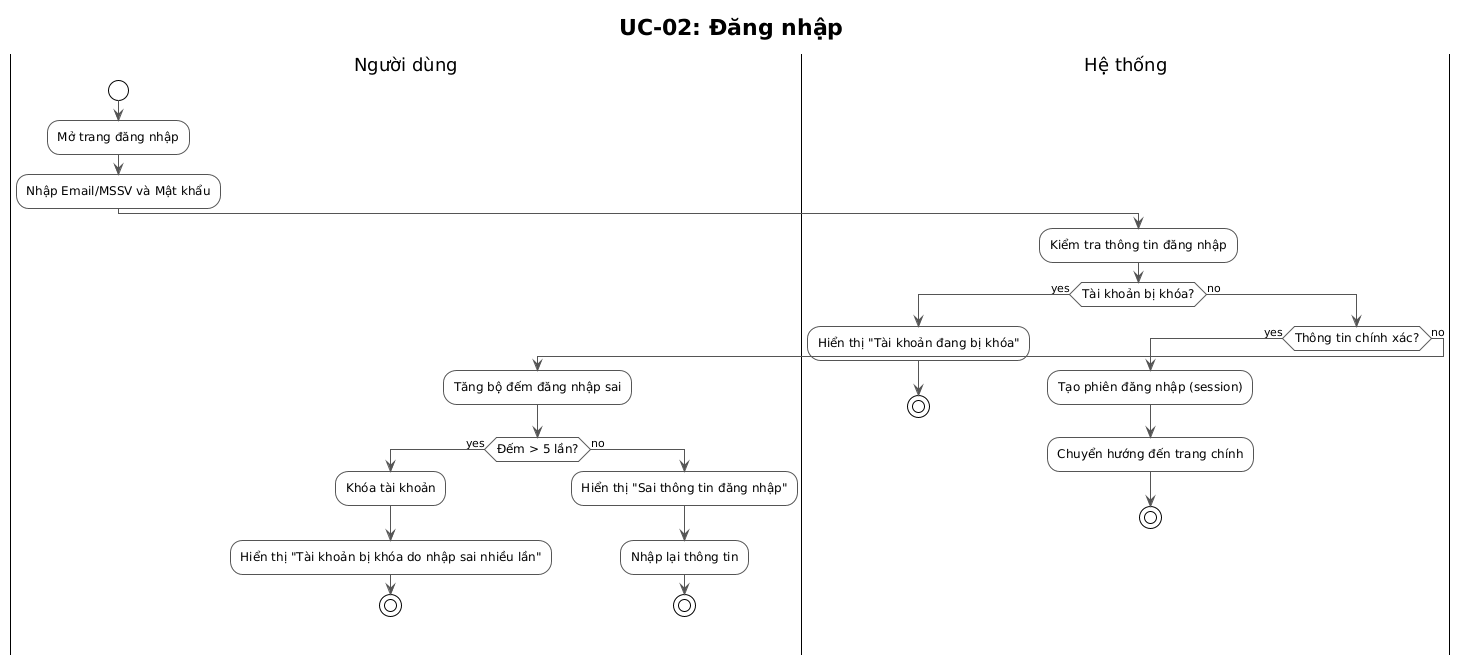 UC-02: Đăng nhập
Người dùng
Hệ thống
Mở trang đăng nhập
Nhập Email/MSSV và Mật khẩu
Kiểm tra thông tin đăng nhập
yes
Tài khoản bị khóa?
no
Hiển thị "Tài khoản đang bị khóa"
yes
Thông tin chính xác?
no
Tăng bộ đếm đăng nhập sai
Tạo phiên đăng nhập (session)
yes
Đếm > 5 lần?
no
Chuyển hướng đến trang chính
Khóa tài khoản
Hiển thị "Sai thông tin đăng nhập"
Hiển thị "Tài khoản bị khóa do nhập sai nhiều lần"
Nhập lại thông tin